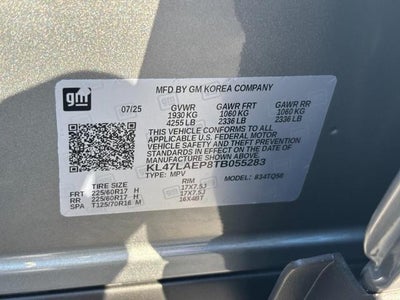 gm
MFD BY GM KOREA COMPANY
07/25 GVWR GAWR FRT GAWR RR
1930 KG 1060 KG 1060 KG
4255 LB 2336 LB 2336 LB
THIS VEHICLE CONFORMS TO ALL
APPLICABLE U.S. FEDERAL MOTOR
VEHICLE SAFETY AND THEFT PREVENTION
STANDARDS IN EFFECT ON THE DATE OF
MANUFACTURE SHOWN ABOVE.
KL47LAEP8TB055283
TYPE: MPV MODEL: 834TQ58
TIRE SIZE RIM
FRT 225/60R17 H 17X7.5J
RR 225/60R17 H 17X7.5J
SP T125/70R16 M 16X4BT